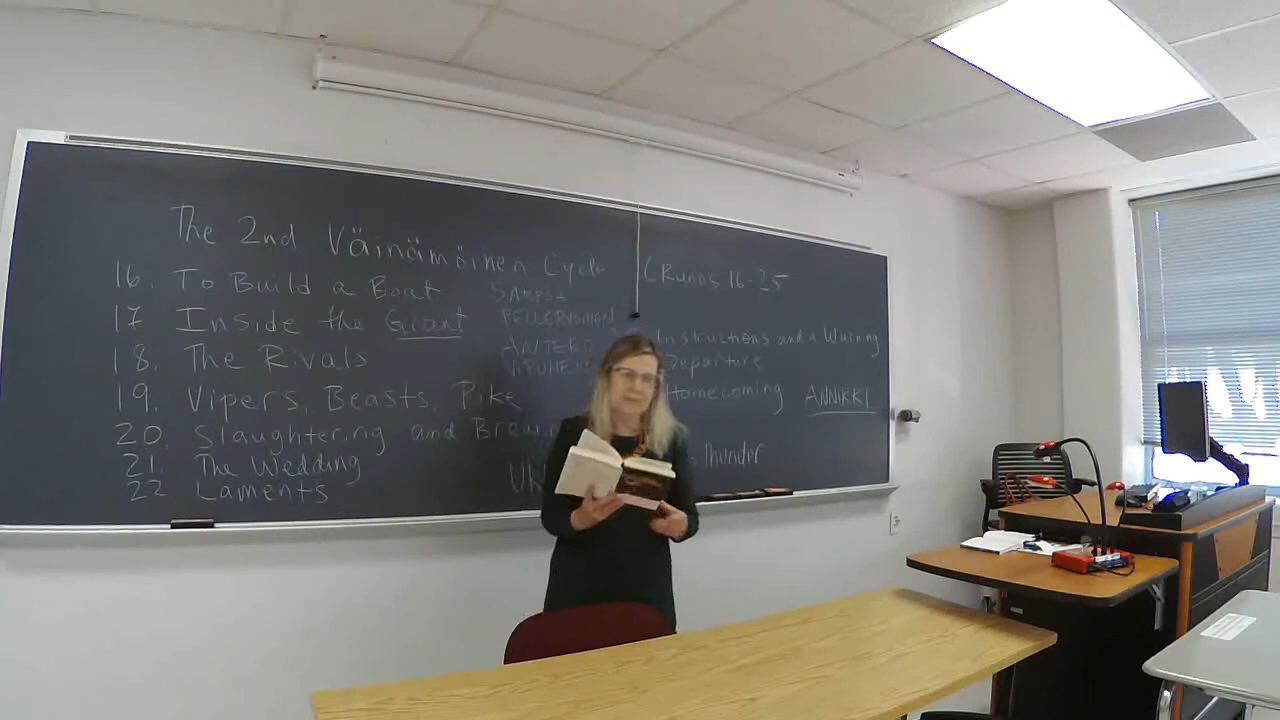 The 2nd Väinämöinen Cycle (Runos 16-25
16. To Build a Boat
SAMPSA
17 Inside the Giant
PELLERVOINEN
18. The Rivals
ANTERO
Instructions and a Warning
Departure
19. Vipers, Beasts, Pike
Homecoming ANNIKKI
20. Slaughtering and
21. The Wedding
Thunder
22 Laments